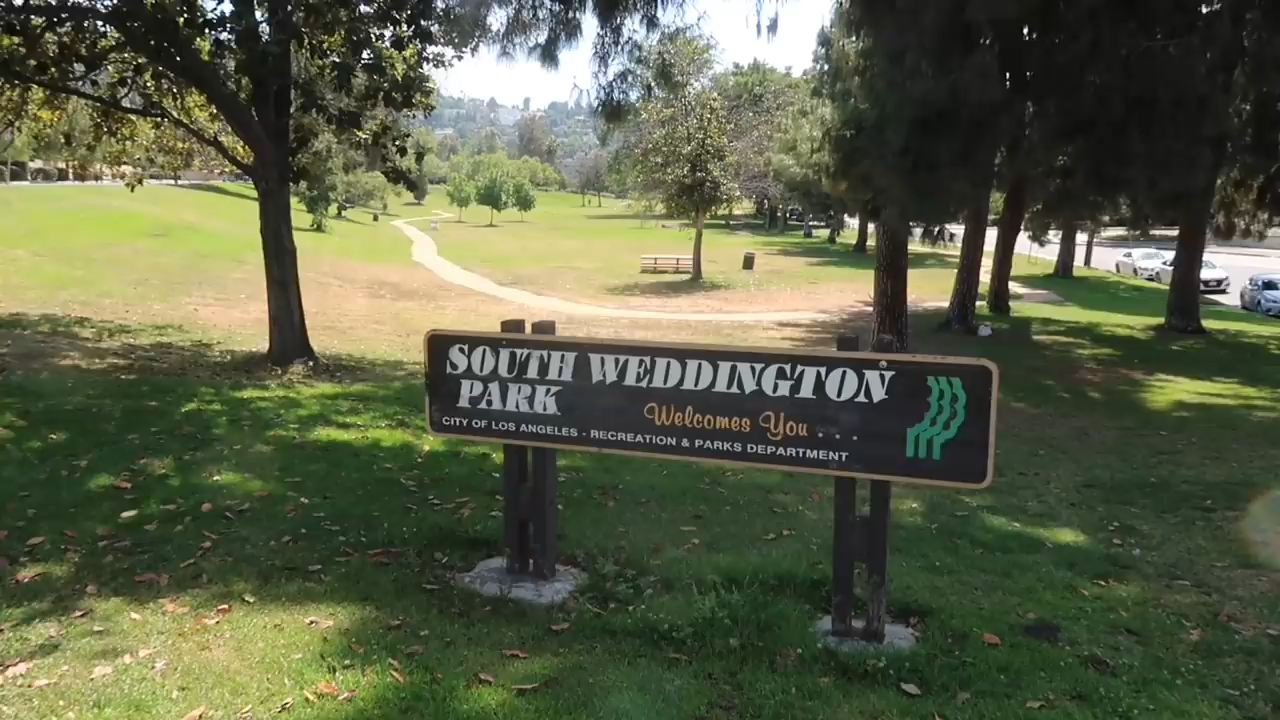 SOUTH WEDDINGTON
PARK
Welcomes You . . .
CITY OF LOS ANGELES - RECREATION & PARKS DEPARTMENT